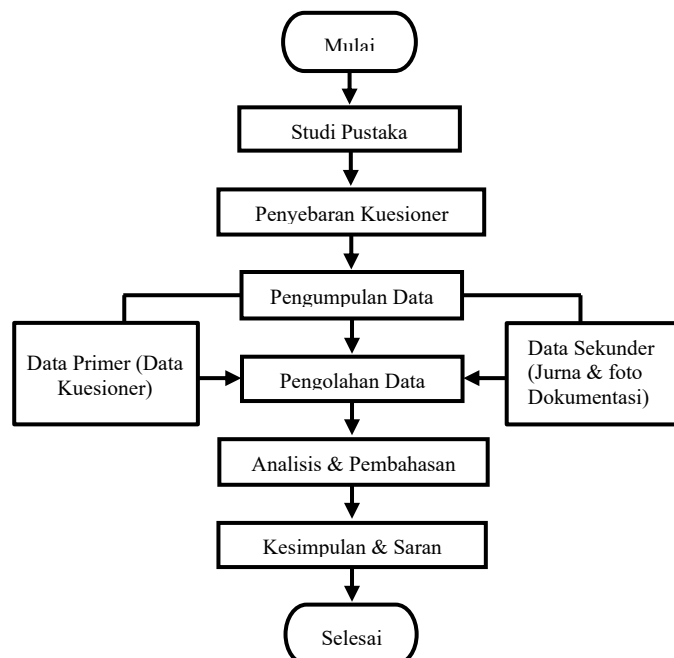 Mulai
Studi Pustaka
Penyebaran Kuesioner
Pengumpulan Data
Data Primer (Data
Kuesioner)
Data Sekunder
(Jurna & foto
Dokumentasi)
Pengolahan Data
Analisis & Pembahasan
Kesimpulan & Saran
Selesai